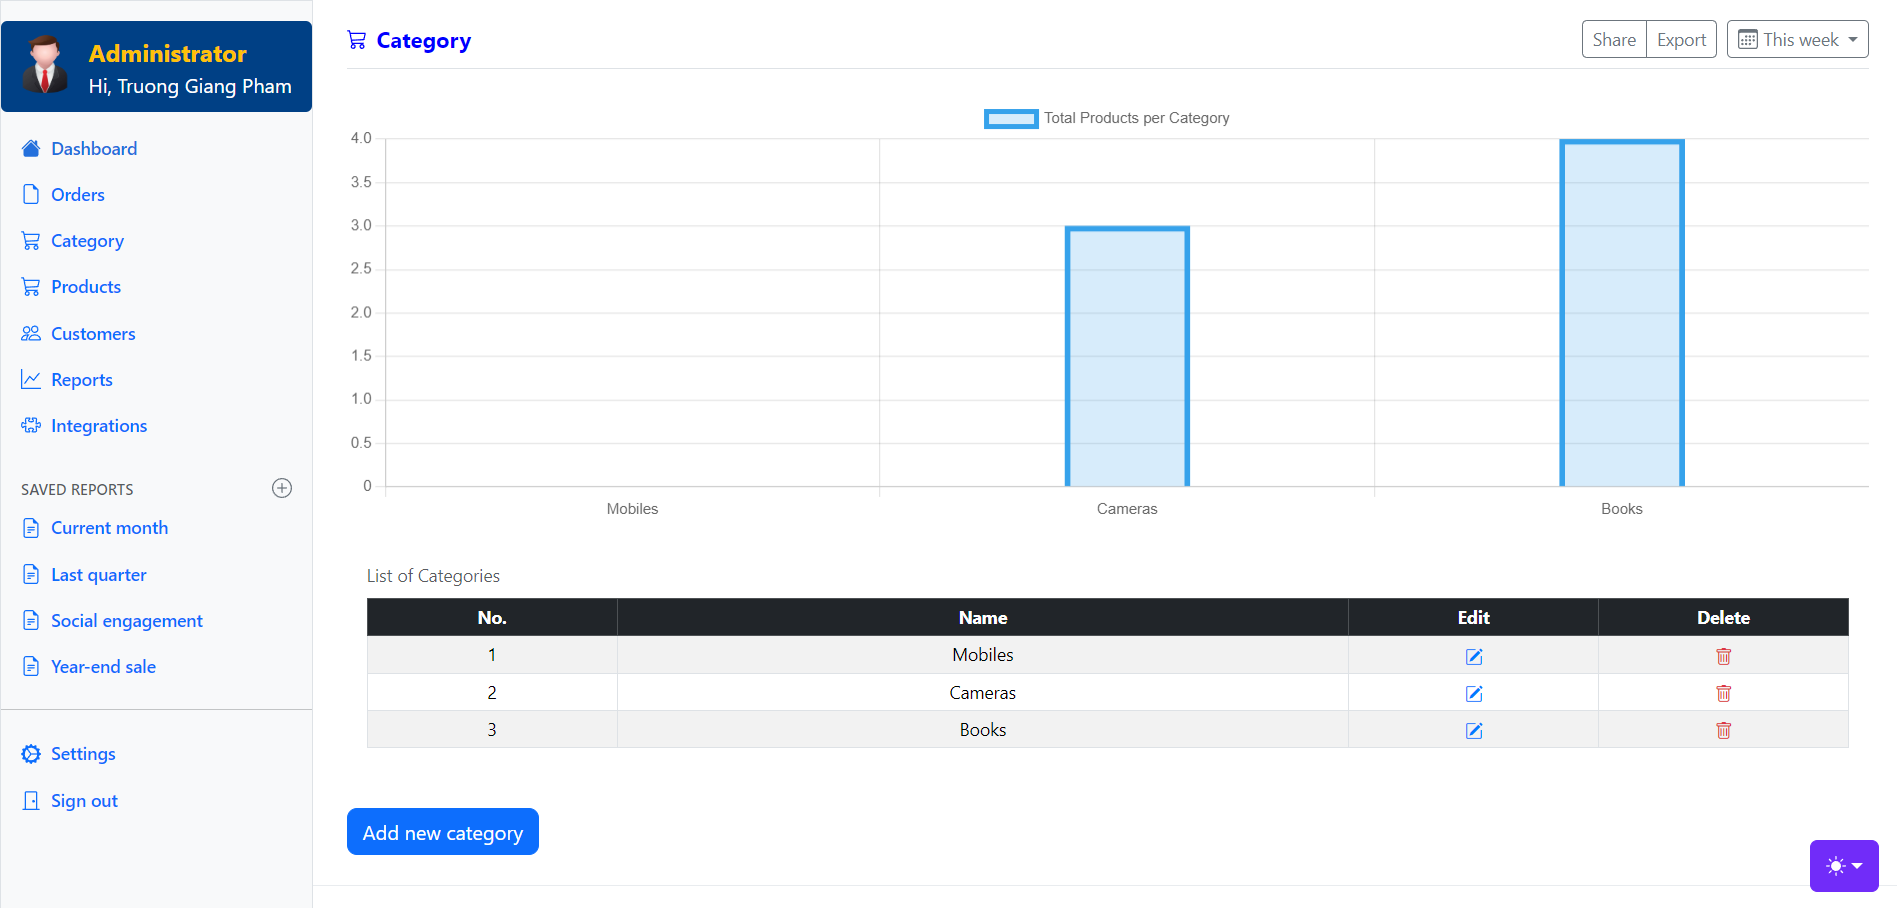 Administrator
Hi, Truong Giang Pham
Dashboard
Orders
Category
Products
Customers
Reports
Integrations
SAVED REPORTS
Current month
Last quarter
Social engagement
Year-end sale
Settings
Sign out
Category
Share Export This week
Total Products per Category
4.0
3.5
3.0
2.5
2.0
1.5
1.0
0.5
0
Mobiles Cameras Books
List of Categories
No. Name Edit Delete
1 Mobiles
2 Cameras
3 Books
Add new category